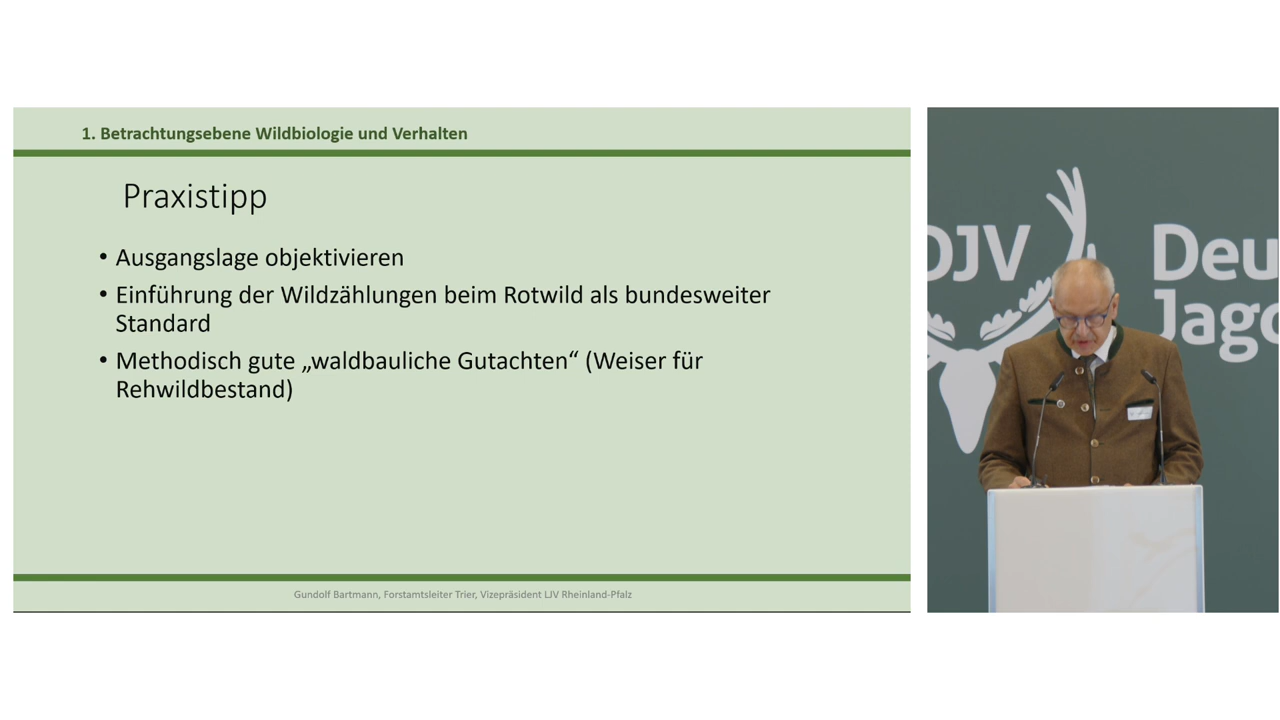 1. Betrachtungsebene Wildbiologie und Verhalten
Praxistipp
• Ausgangslage objektivieren
• Einführung der Wildzählungen beim Rotwild als bundesweiter
Standard
• Methodisch gute „waldbauliche Gutachten“ (Weiser für
Rehwildbestand)
Gundolf Bartmann, Forstamtsleiter Trier, Vizepräsident LJV Rheinland-Pfalz
DJV
Deu
Jagd